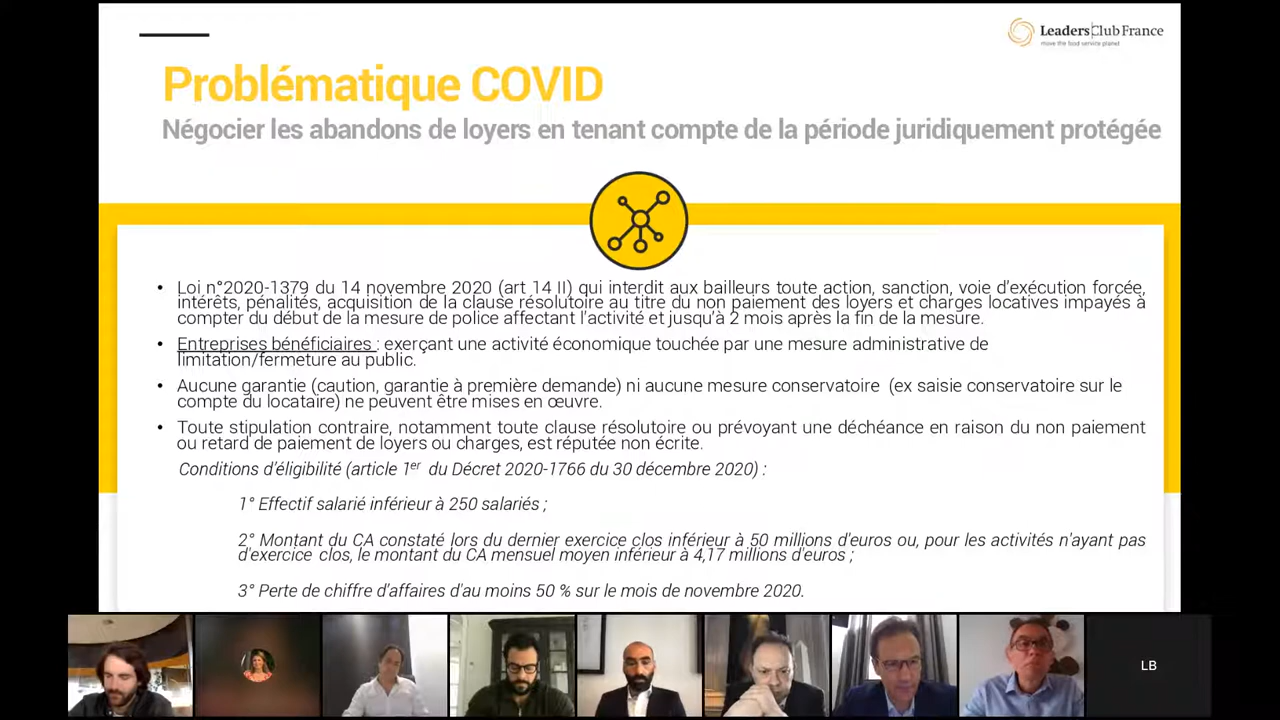 Leaders Club France
move the food service planet
Problématique COVID
Négocier les abandons de loyers en tenant compte de la période juridiquement protégée
• Loi n°2020-1379 du 14 novembre 2020 (art 14 II) qui interdit aux bailleurs toute action, sanction, voie d'exécution forcée,
intérêts, pénalités, acquisition de la clause résolutoire au titre du non paiement des loyers et charges locatives impayés à
compter du début de la mesure de police affectant l'activité et jusqu'à 2 mois après la fin de la mesure.
• Entreprises bénéficiaires : exerçant une activité économique touchée par une mesure administrative de
limitation/fermeture au public.
• Aucune garantie (caution, garantie à première demande) ni aucune mesure conservatoire (ex saisie conservatoire sur le
compte du locataire) ne peuvent être mises en œuvre.
• Toute stipulation contraire, notamment toute clause résolutoire ou prévoyant une déchéance en raison du non paiement
ou retard de paiement de loyers ou charges, est réputée non écrite.
Conditions d'éligibilité (article 1er du Décret 2020-1766 du 30 décembre 2020) :
1° Effectif salarié inférieur à 250 salariés ;
2° Montant du CA constaté lors du dernier exercice clos inférieur à 50 millions d'euros ou, pour les activités n'ayant pas
d'exercice clos, le montant du CA mensuel moyen inférieur à 4,17 millions d'euros ;
3° Perte de chiffre d'affaires d'au moins 50 % sur le mois de novembre 2020.
LB